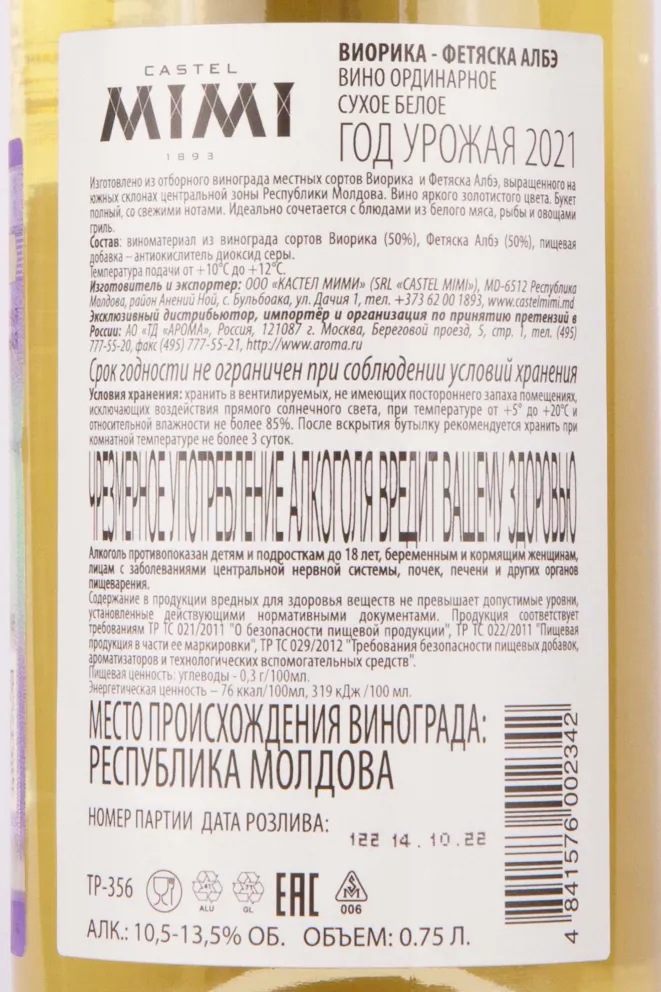 CASTEL
MIMI
1893
ВИОРИКА - ФЕТЯСКА АЛБЭ
ВИНО ОРДИНАРНОЕ
СУХОЕ БЕЛОЕ
ГОД УРОЖАЯ 2021
Изготовлено из отборного винограда местных сортов Виорика и Фетяска Албэ, выращенного на
южных склонах центральной зоны Республики Молдова. Вино яркого золотистого цвета. Букет
полный, со свежими нотами. Идеально сочетается с блюдами из белого мяса, рыбы и овощами
гриль.
Состав: виноматериал из винограда сортов Виорика (50%), Фетяска Албэ (50%), пищевая
добавка – антиокислитель диоксид серы.
Температура подачи от +10°С до +12°С.
Изготовитель и экспортер: ООО «КАСТЕЛ МИМИ» (SRL «CASTEL MIMI»), MD-6512 Республика
Молдова, район Анений Ной, с. Бульбоака, ул. Дачия 1, тел. +373 62 00 1893, www.castelmimi.md
Эксклюзивный дистрибьютор, импортёр и организация по принятию претензий в
России: АО «ТД «АРОМА», Россия, 121087 г. Москва, Береговой проезд, 5, стр. 1, тел. (495)
777-55-20, факс (495) 777-55-21, http://www.aroma.ru
Срок годности не ограничен при соблюдении условий хранения
Условия хранения: хранить в вентилируемых, не имеющих постороннего запаха помещениях,
исключающих воздействия прямого солнечного света, при температуре от +5° до +20°С и
относительной влажности не более 85%. После вскрытия бутылку рекомендуется хранить при
комнатной температуре не более 3 суток.
ЧРЕЗМЕРНОЕ УПОТРЕБЛЕНИЕ АЛКОГОЛЯ ВРЕДИТ ВАШЕМУ ЗДОРОВЬЮ
Алкоголь противопоказан детям и подросткам до 18 лет, беременным и кормящим женщинам,
лицам с заболеваниями центральной нервной системы, почек, печени и других органов
пищеварения.
Содержание в продукции вредных для здоровья веществ не превышает допустимые уровни,
установленные действующими нормативными документами. Продукция соответствует
требованиям ТР ТС 021/2011 "О безопасности пищевой продукции", ТР ТС 022/2011 "Пищевая
продукция в части ее маркировки", ТР ТС 029/2012 "Требования безопасности пищевых добавок,
ароматизаторов и технологических вспомогательных средств".
Пищевая ценность: углеводы - 0,3 г/100мл.
Энергетическая ценность – 76 ккал/100мл, 319 кДж /100 мл.
МЕСТО ПРОИСХОЖДЕНИЯ ВИНОГРАДА:
РЕСПУБЛИКА МОЛДОВА
НОМЕР ПАРТИИ ДАТА РОЗЛИВА:
122 14.10.22
ТР-356
41
ALU
71
GL
ЕАС
SM
006
АЛК.: 10,5-13,5% ОБ. ОБЪЕМ: 0.75 Л.
4 841576 002342